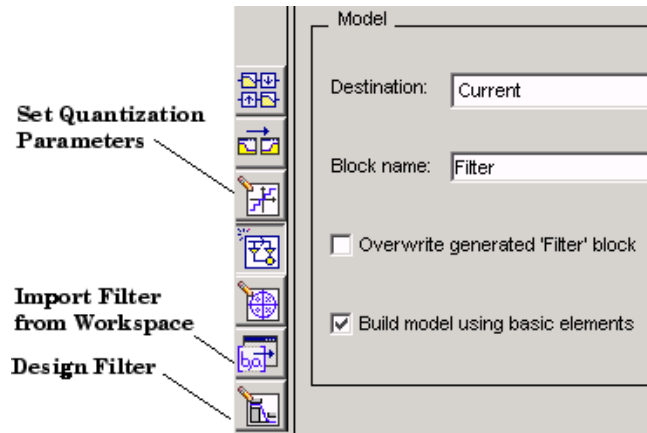 Model
Destination:
Current
Set Quantization
Parameters
Block name:
Filter
Overwrite generated 'Filter' block
Import Filter
from Workspace
Build model using basic elements
[b,a]
Design Filter